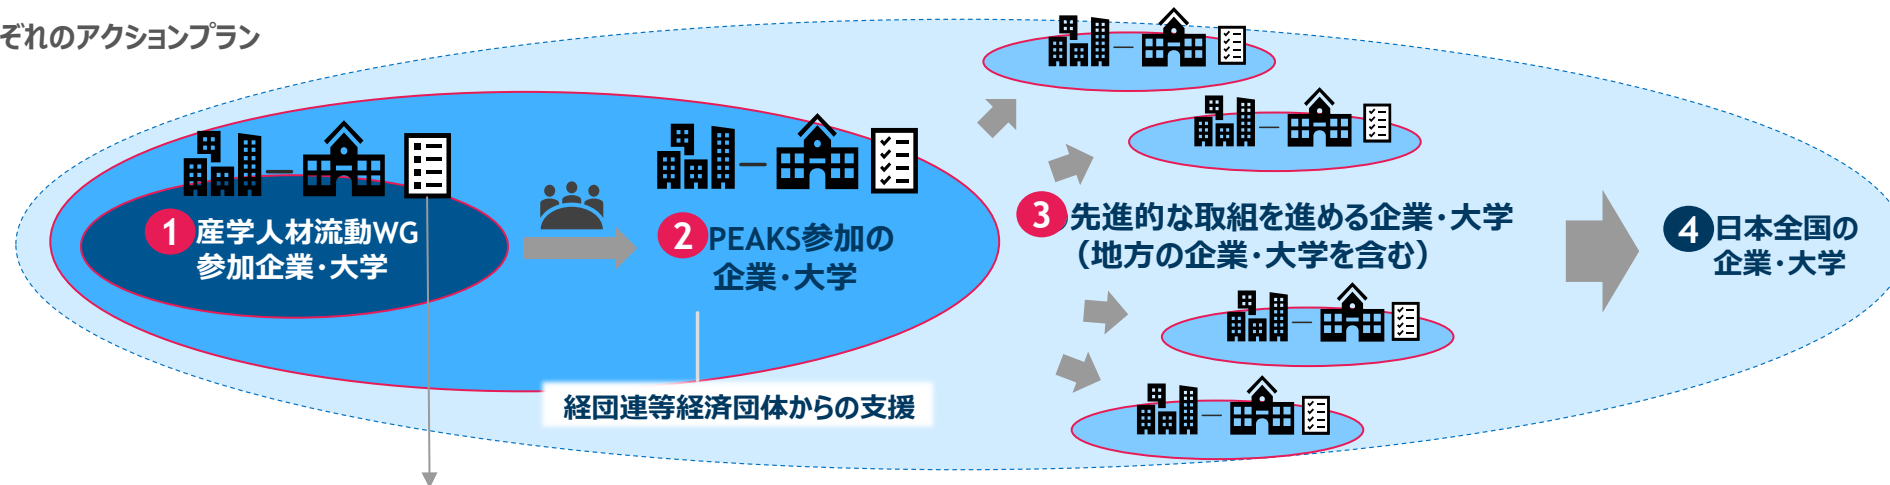 ぞれのアクションプラン
1 産学人材流動WG
参加企業・大学
2 PEAKS参加の
企業・大学
経団連等経済団体からの支援
3 先進的な取組を進める企業・大学
（地方の企業・大学を含む）
4 日本全国の
企業・大学